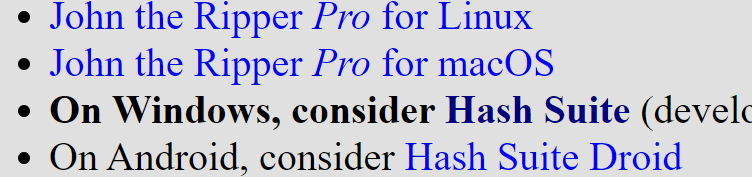 John the Ripper Pro for Linux
John the Ripper Pro for macOS
On Windows, consider Hash Suite
On Android, consider Hash Suite Droid